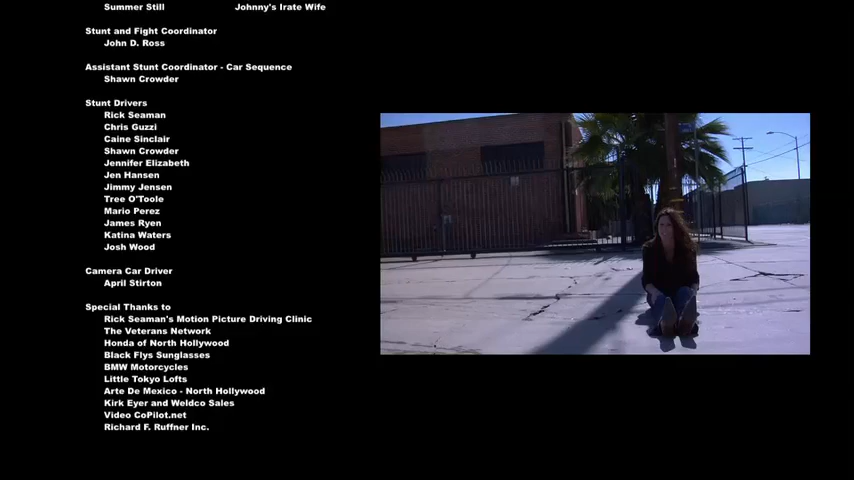 Summer Still Johnny's Irate Wife
Stunt and Fight Coordinator
John D. Ross
Assistant Stunt Coordinator - Car Sequence
Shawn Crowder
Stunt Drivers
Rick Seaman
Chris Guzzi
Caine Sinclair
Shawn Crowder
Jennifer Elizabeth
Jen Hansen
Jimmy Jensen
Tree O'Toole
Mario Perez
James Ryen
Katina Waters
Josh Wood
Camera Car Driver
April Stirton
Special Thanks to
Rick Seaman's Motion Picture Driving Clinic
The Veterans Network
Honda of North Hollywood
Black Flys Sunglasses
BMW Motorcycles
Little Tokyo Lofts
Arte De Mexico - North Hollywood
Kirk Eyer and Weldco Sales
Video CoPilot.net
Richard F. Ruffner Inc.